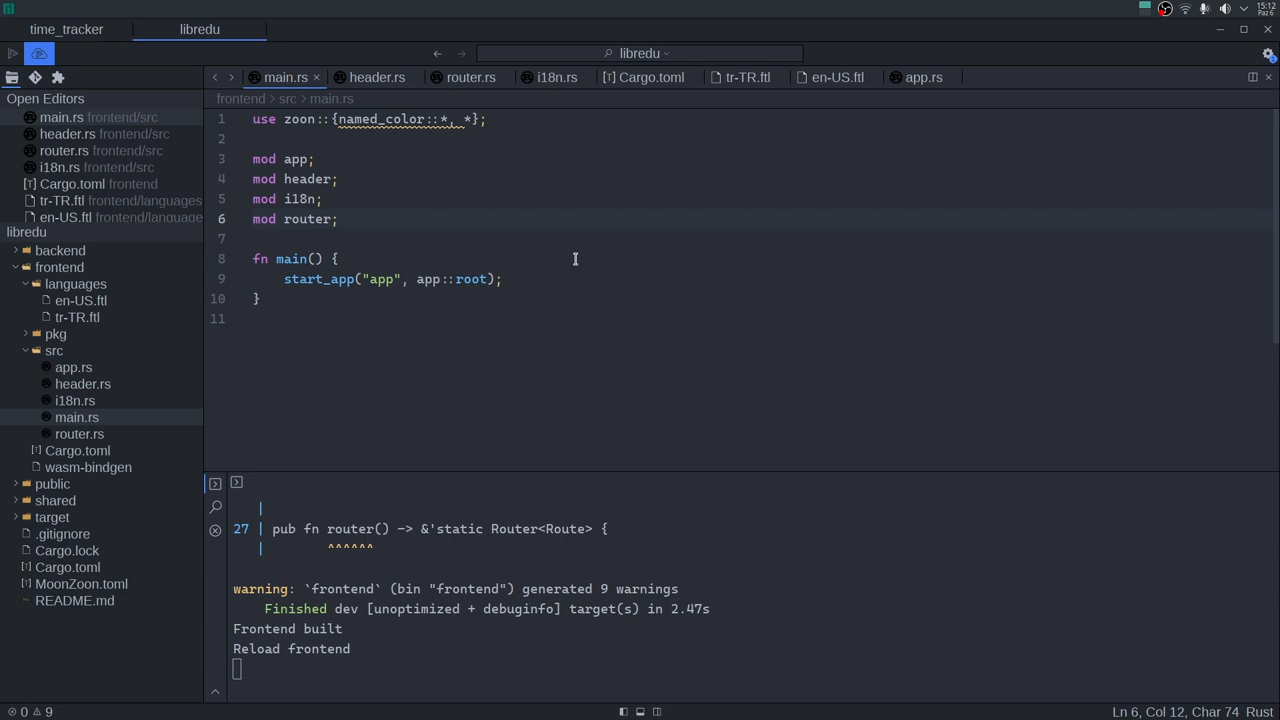 15:12
Paz 6
time_tracker
libredu
libredu
main.rs
header.rs
router.rs
i18n.rs
[T] Cargo.toml
tr-TR.ftl
en-US.ftl
app.rs
Open Editors
main.rs frontend/src
header.rs frontend/src
router.rs frontend/src
i18n.rs frontend/src
[T] Cargo.toml frontend
tr-TR.ftl frontend/languages
en-US.ftl frontend/language
libredu
backend
frontend
languages
en-US.ftl
tr-TR.ftl
pkg
src
app.rs
header.rs
i18n.rs
main.rs
router.rs
[T] Cargo.toml
wasm-bindgen
public
shared
target
.gitignore
Cargo.lock
[T] Cargo.toml
[T] MoonZoon.toml
README.md
frontend src main.rs
1 use zoon::{named_color::*, *};
2
3 mod app;
4 mod header;
5 mod i18n;
6 mod router;
7
8 fn main() {
9 start_app("app", app::root);
10 }
11
|
27 | pub fn router() -> &'static Router<Route> {
| ^^^^^^
warning: `frontend` (bin "frontend") generated 9 warnings
Finished dev [unoptimized + debuginfo] target(s) in 2.47s
Frontend built
Reload frontend
0 9
Ln 6, Col 12, Char 74 Rust